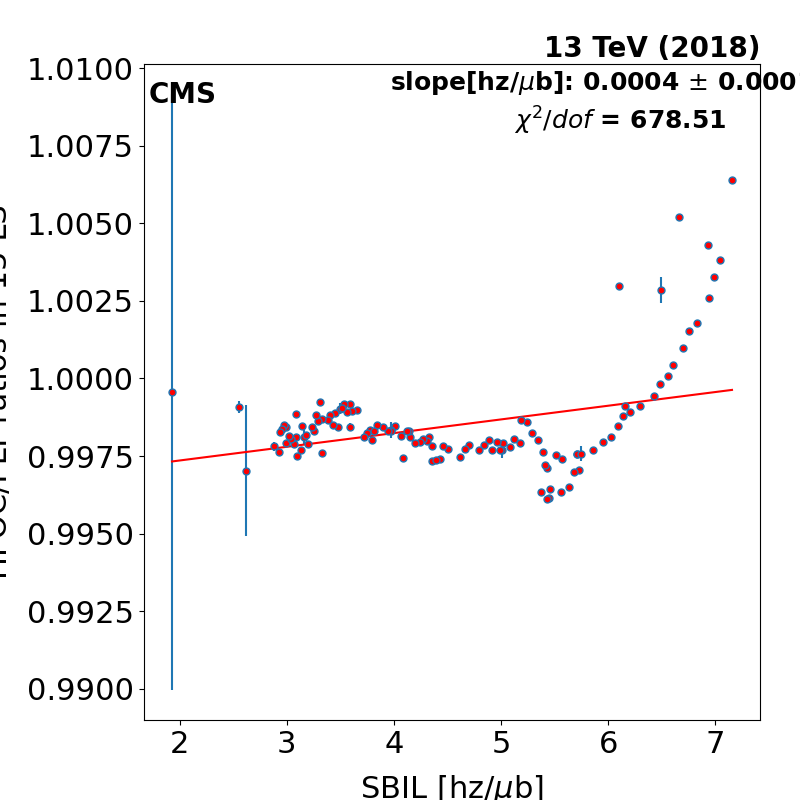 13 TeV (2018)
CMS
slope[hz/μb]: 0.0004 ± 0.000
χ²/dof = 678.51
1.0100
1.0075
1.0050
1.0025
1.0000
0.9975
0.9950
0.9925
0.9900
2 3 4 5 6 7
SBIL [hz/μb]